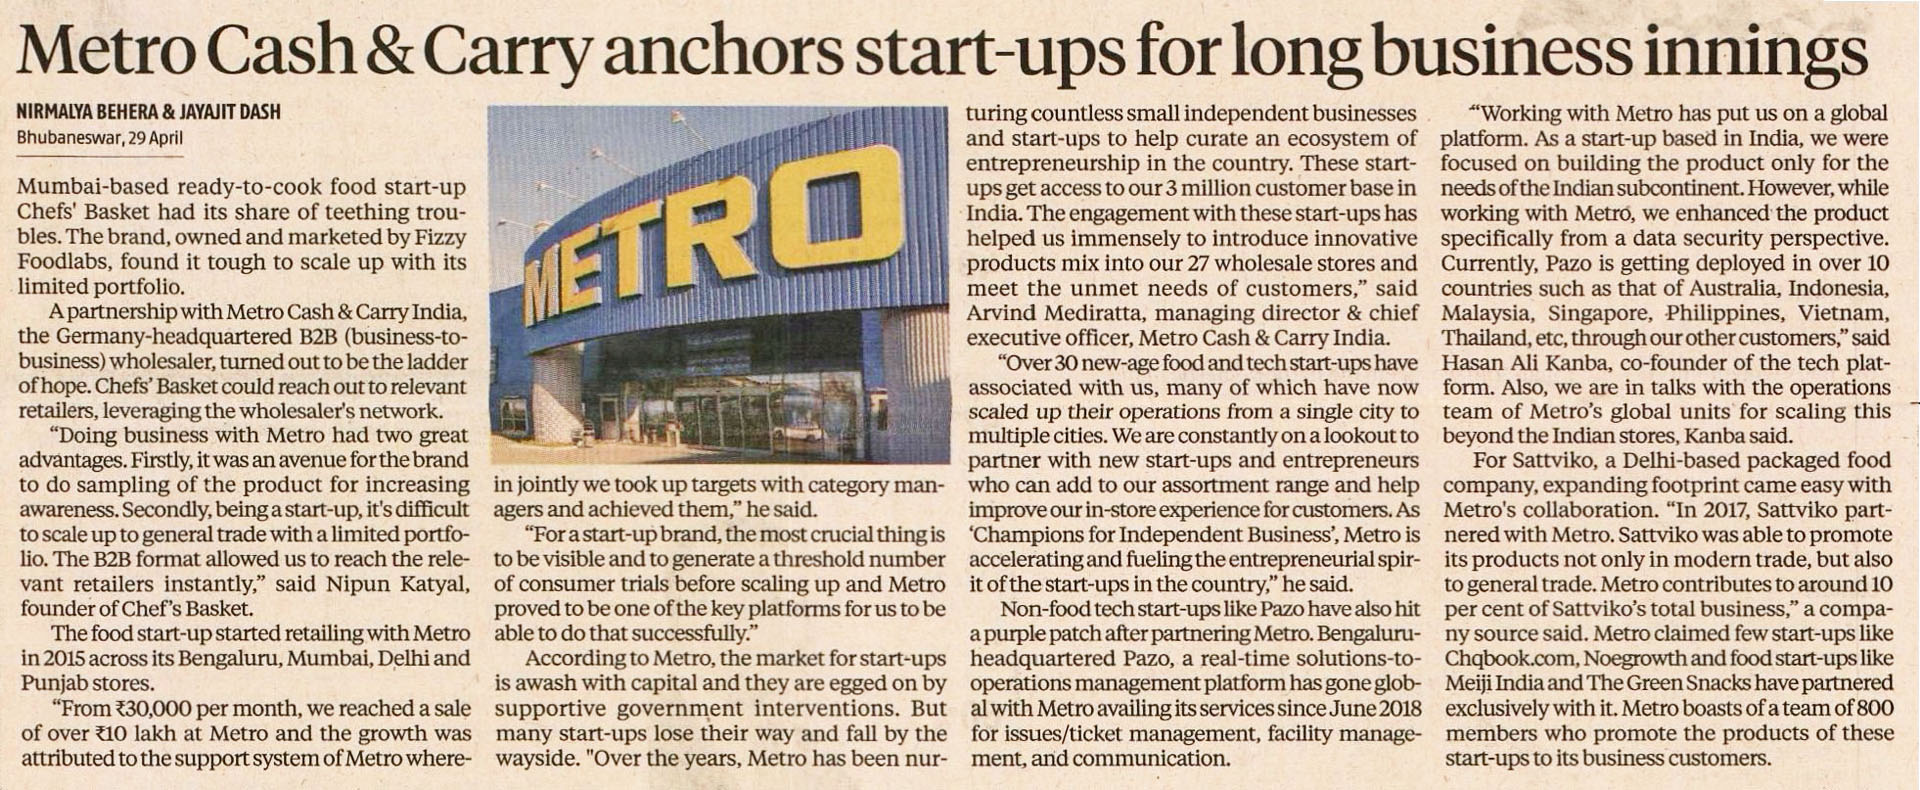 Metro Cash & Carry anchors start-ups for long business innings
NIRMALYA BEHERA & JAYAJIT DASH
Bhubaneswar, 29 April
Mumbai-based ready-to-cook food start-up
Chefs' Basket had its share of teething trou-
bles. The brand, owned and marketed by Fizzy
Foodlabs, found it tough to scale up with its
limited portfolio.
A partnership with Metro Cash & Carry India,
the Germany-headquartered B2B (business-to-
business) wholesaler, turned out to be the ladder
of hope. Chefs' Basket could reach out to relevant
retailers, leveraging the wholesaler's network.
"Doing business with Metro had two great
advantages. Firstly, it was an avenue for the brand
to do sampling of the product for increasing
awareness. Secondly, being a start-up, it's difficult
to scale up to general trade with a limited portfo-
lio. The B2B format allowed us to reach the rele-
vant retailers instantly," said Nipun Katyal,
founder of Chef's Basket.
The food start-up started retailing with Metro
in 2015 across its Bengaluru, Mumbai, Delhi and
Punjab stores.
"From ₹30,000 per month, we reached a sale
of over ₹10 lakh at Metro and the growth was
attributed to the support system of Metro where-
METRO
in jointly we took up targets with category man-
agers and achieved them," he said.
"For a start-up brand, the most crucial thing is
to be visible and to generate a threshold number
of consumer trials before scaling up and Metro
proved to be one of the key platforms for us to be
able to do that successfully."
According to Metro, the market for start-ups
is awash with capital and they are egged on by
supportive government interventions. But
many start-ups lose their way and fall by the
wayside. "Over the years, Metro has been nur-
turing countless small independent businesses
and start-ups to help curate an ecosystem of
entrepreneurship in the country. These start-
ups get access to our 3 million customer base in
India. The engagement with these start-ups has
helped us immensely to introduce innovative
products mix into our 27 wholesale stores and
meet the unmet needs of customers," said
Arvind Mediratta, managing director & chief
executive officer, Metro Cash & Carry India.
"Over 30 new-age food and tech start-ups have
associated with us, many of which have now
scaled up their operations from a single city to
multiple cities. We are constantly on a lookout to
partner with new start-ups and entrepreneurs
who can add to our assortment range and help
improve our in-store experience for customers. As
'Champions for Independent Business', Metro is
accelerating and fueling the entrepreneurial spir-
it of the start-ups in the country," he said.
Non-food tech start-ups like Pazo have also hit
a purple patch after partnering Metro. Bengaluru-
headquartered Pazo, a real-time solutions-to-
operations management platform has gone glob-
al with Metro availing its services since June 2018
for issues/ticket management, facility manage-
ment, and communication.
"Working with Metro has put us on a global
platform. As a start-up based in India, we were
focused on building the product only for the
needs of the Indian subcontinent. However, while
working with Metro, we enhanced the product
specifically from a data security perspective.
Currently, Pazo is getting deployed in over 10
countries such as that of Australia, Indonesia,
Malaysia, Singapore, Philippines, Vietnam,
Thailand, etc, through our other customers," said
Hasan Ali Kanba, co-founder of the tech plat-
form. Also, we are in talks with the operations
team of Metro's global units for scaling this
beyond the Indian stores, Kanba said.
For Sattviko, a Delhi-based packaged food
company, expanding footprint came easy with
Metro's collaboration. "In 2017, Sattviko part-
nered with Metro. Sattviko was able to promote
its products not only in modern trade, but also
to general trade. Metro contributes to around 10
per cent of Sattviko's total business," a compa-
ny source said. Metro claimed few start-ups like
Chqbook.com, Noegrowth and food start-ups like
Meiji India and The Green Snacks have partnered
exclusively with it. Metro boasts of a team of 800
members who promote the products of these
start-ups to its business customers.